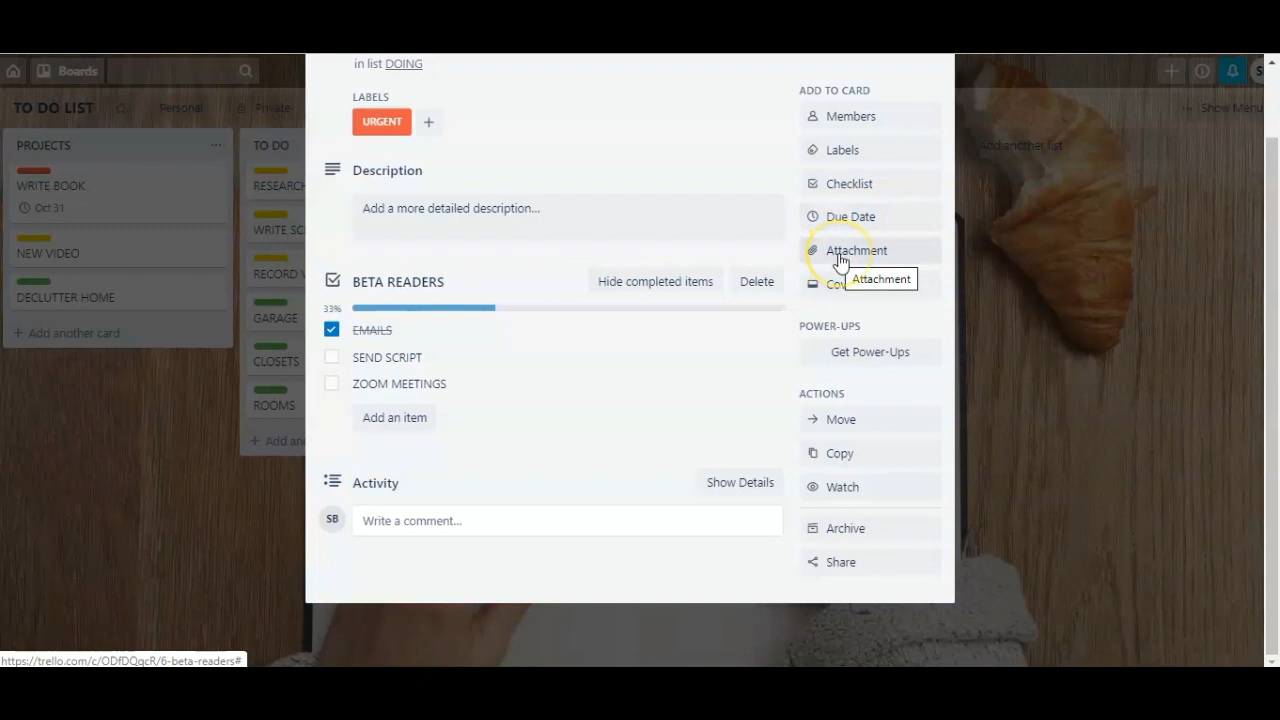 in list DOING
Boards
TO DO LIST
Personal
Private
Show Menu
PROJECTS
WRITE BOOK
Oct 31
NEW VIDEO
DECLUTTER HOME
+ Add another card
TO DO
RESEARCH
WRITE SC
RECORD V
GARAGE
CLOSETS
ROOMS
+ Add an
Add another list
LABELS
URGENT
Description
Add a more detailed description...
BETA READERS
Hide completed items
Delete
33%
EMAILS
SEND SCRIPT
ZOOM MEETINGS
Add an item
Activity
Show Details
SB
Write a comment...
ADD TO CARD
Members
Labels
Checklist
Due Date
Attachment
Attachment
POWER-UPS
Get Power-Ups
ACTIONS
Move
Copy
Watch
Archive
Share
https://trello.com/c/ODfDQqcR/6-beta-readers#